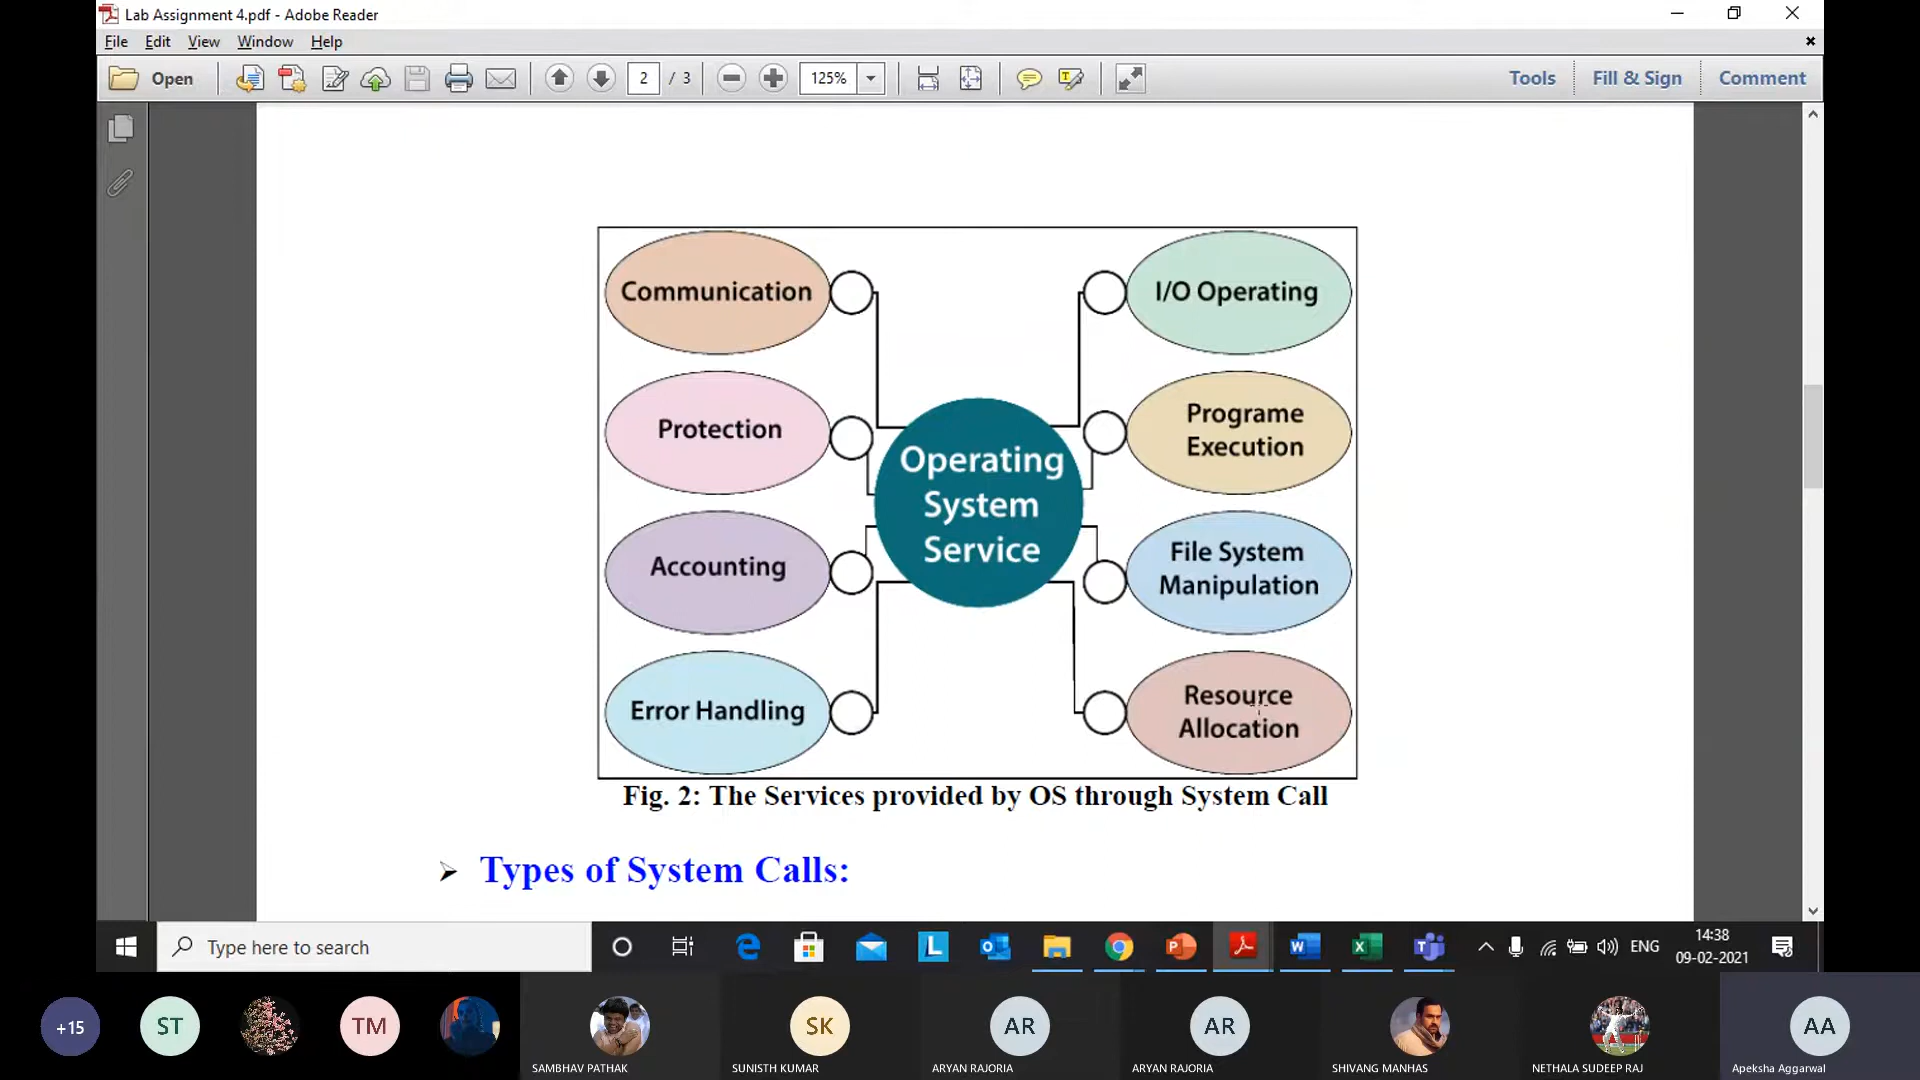 Lab Assignment 4.pdf - Adobe Reader
File Edit View Window Help
Open 2 / 3 125% Tools Fill & Sign Comment
Communication
I/O Operating
Protection
Programe
Execution
Operating
System
Service
Accounting
File System
Manipulation
Error Handling
Resource
Allocation
Fig. 2: The Services provided by OS through System Call
➢ Types of System Calls:
Type here to search
ENG
14:38
09-02-2021
+15
ST
TM
SK
AR
AR
AA
SAMBHAV PATHAK
SUNISTH KUMAR
ARYAN RAJORIA
ARYAN RAJORIA
SHIVANG MANHAS
NETHALA SUDEEP RAJ
Apeksha Aggarwal